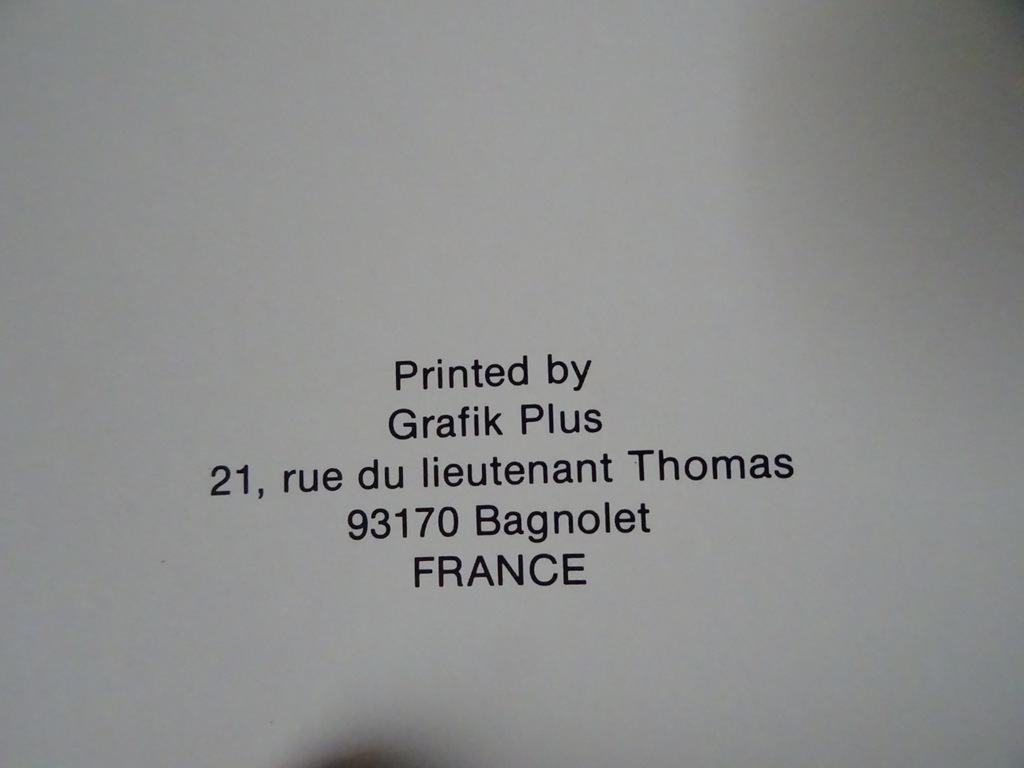 Printed by
Grafik Plus
21, rue du lieutenant Thomas
93170 Bagnolet
FRANCE